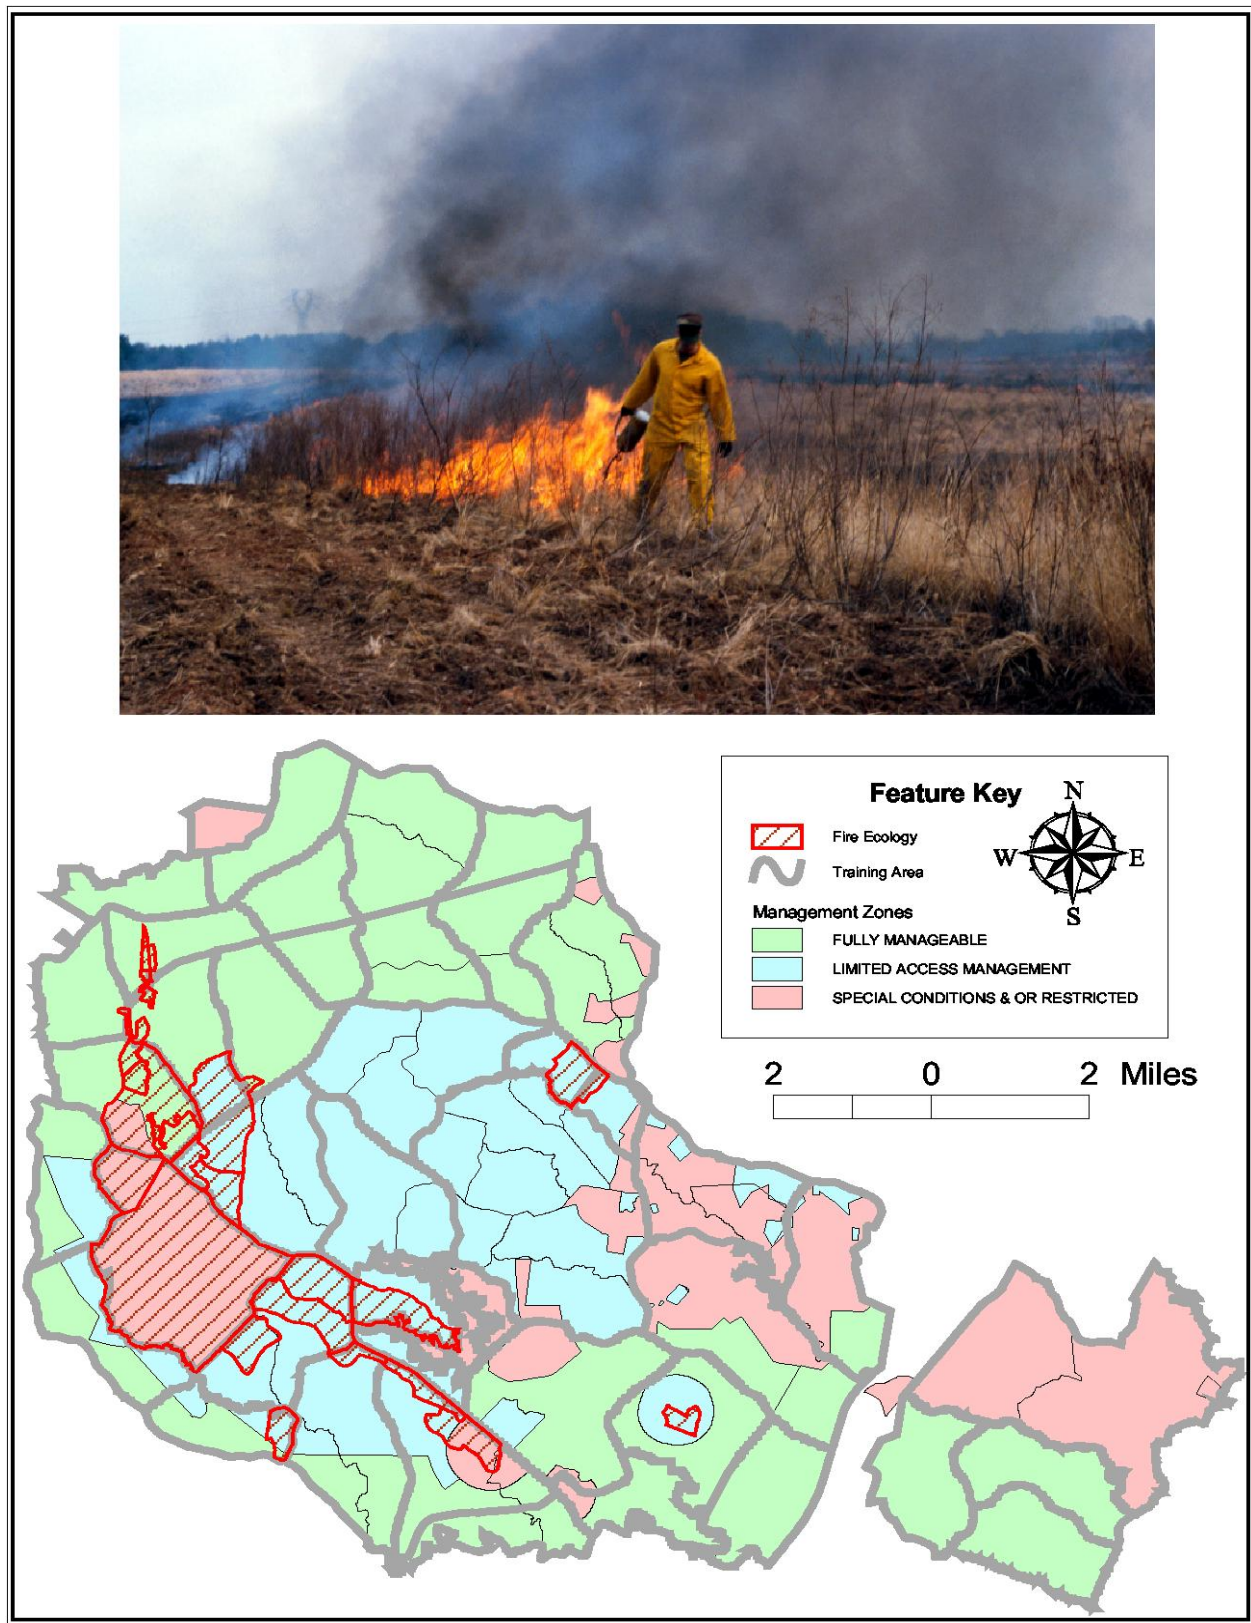 Feature Key
N
W E
S
Fire Ecology
Training Area
Management Zones
FULLY MANAGEABLE
LIMITED ACCESS MANAGEMENT
SPECIAL CONDITIONS & OR RESTRICTED
2 0 2 Miles